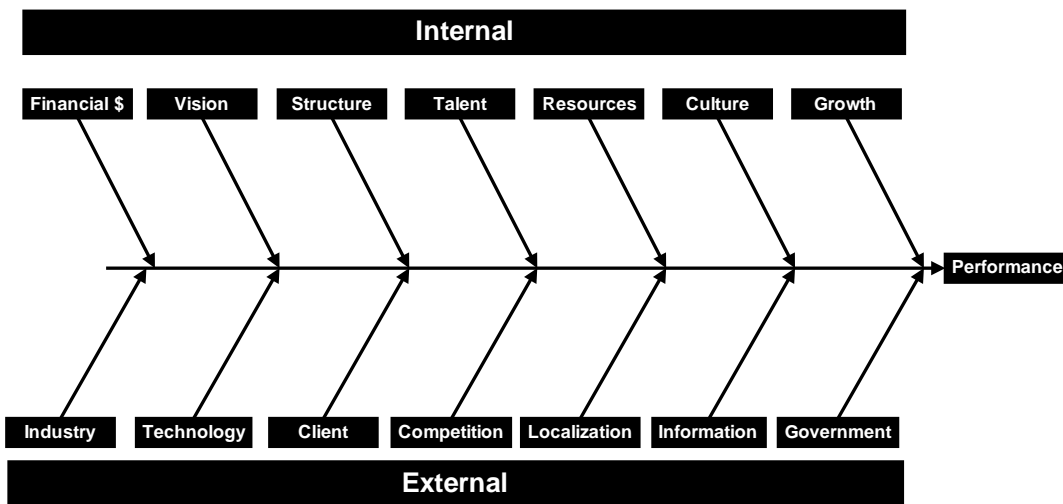 Internal
Financial $ Vision Structure Talent Resources Culture Growth
Performance
Industry Technology Client Competition Localization Information Government
External